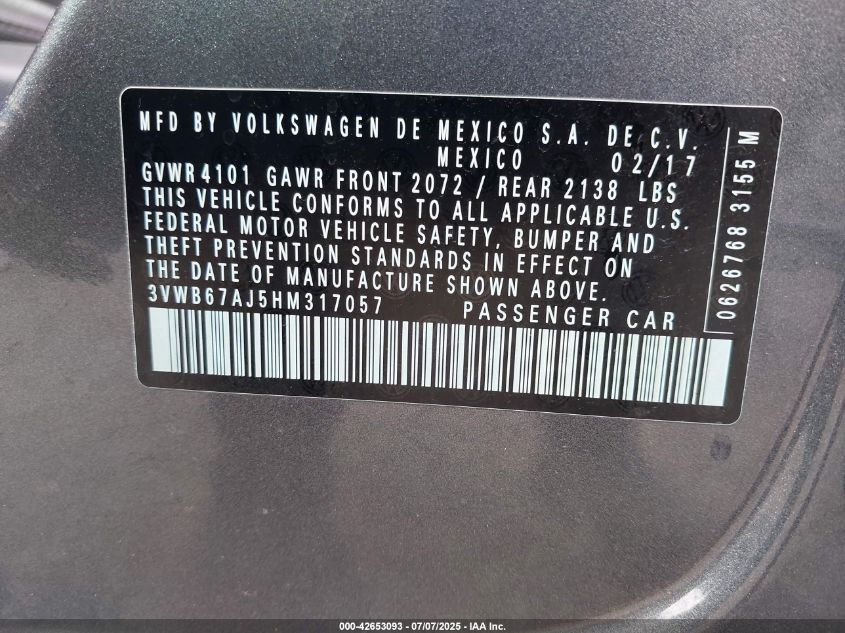 MFD BY VOLKSWAGEN DE MEXICO S.A. DE C.V.
MEXICO 02/17
GVWR 4101 GAWR FRONT 2072 / REAR 2138 LBS
THIS VEHICLE CONFORMS TO ALL APPLICABLE U.S.
FEDERAL MOTOR VEHICLE SAFETY, BUMPER AND
THEFT PREVENTION STANDARDS IN EFFECT ON
THE DATE OF MANUFACTURE SHOWN ABOVE.
3VWB67AJ5HM317057 PASSENGER CAR
0626768 3155 M
000-42653093 - 07/07/2025 - IAA Inc.